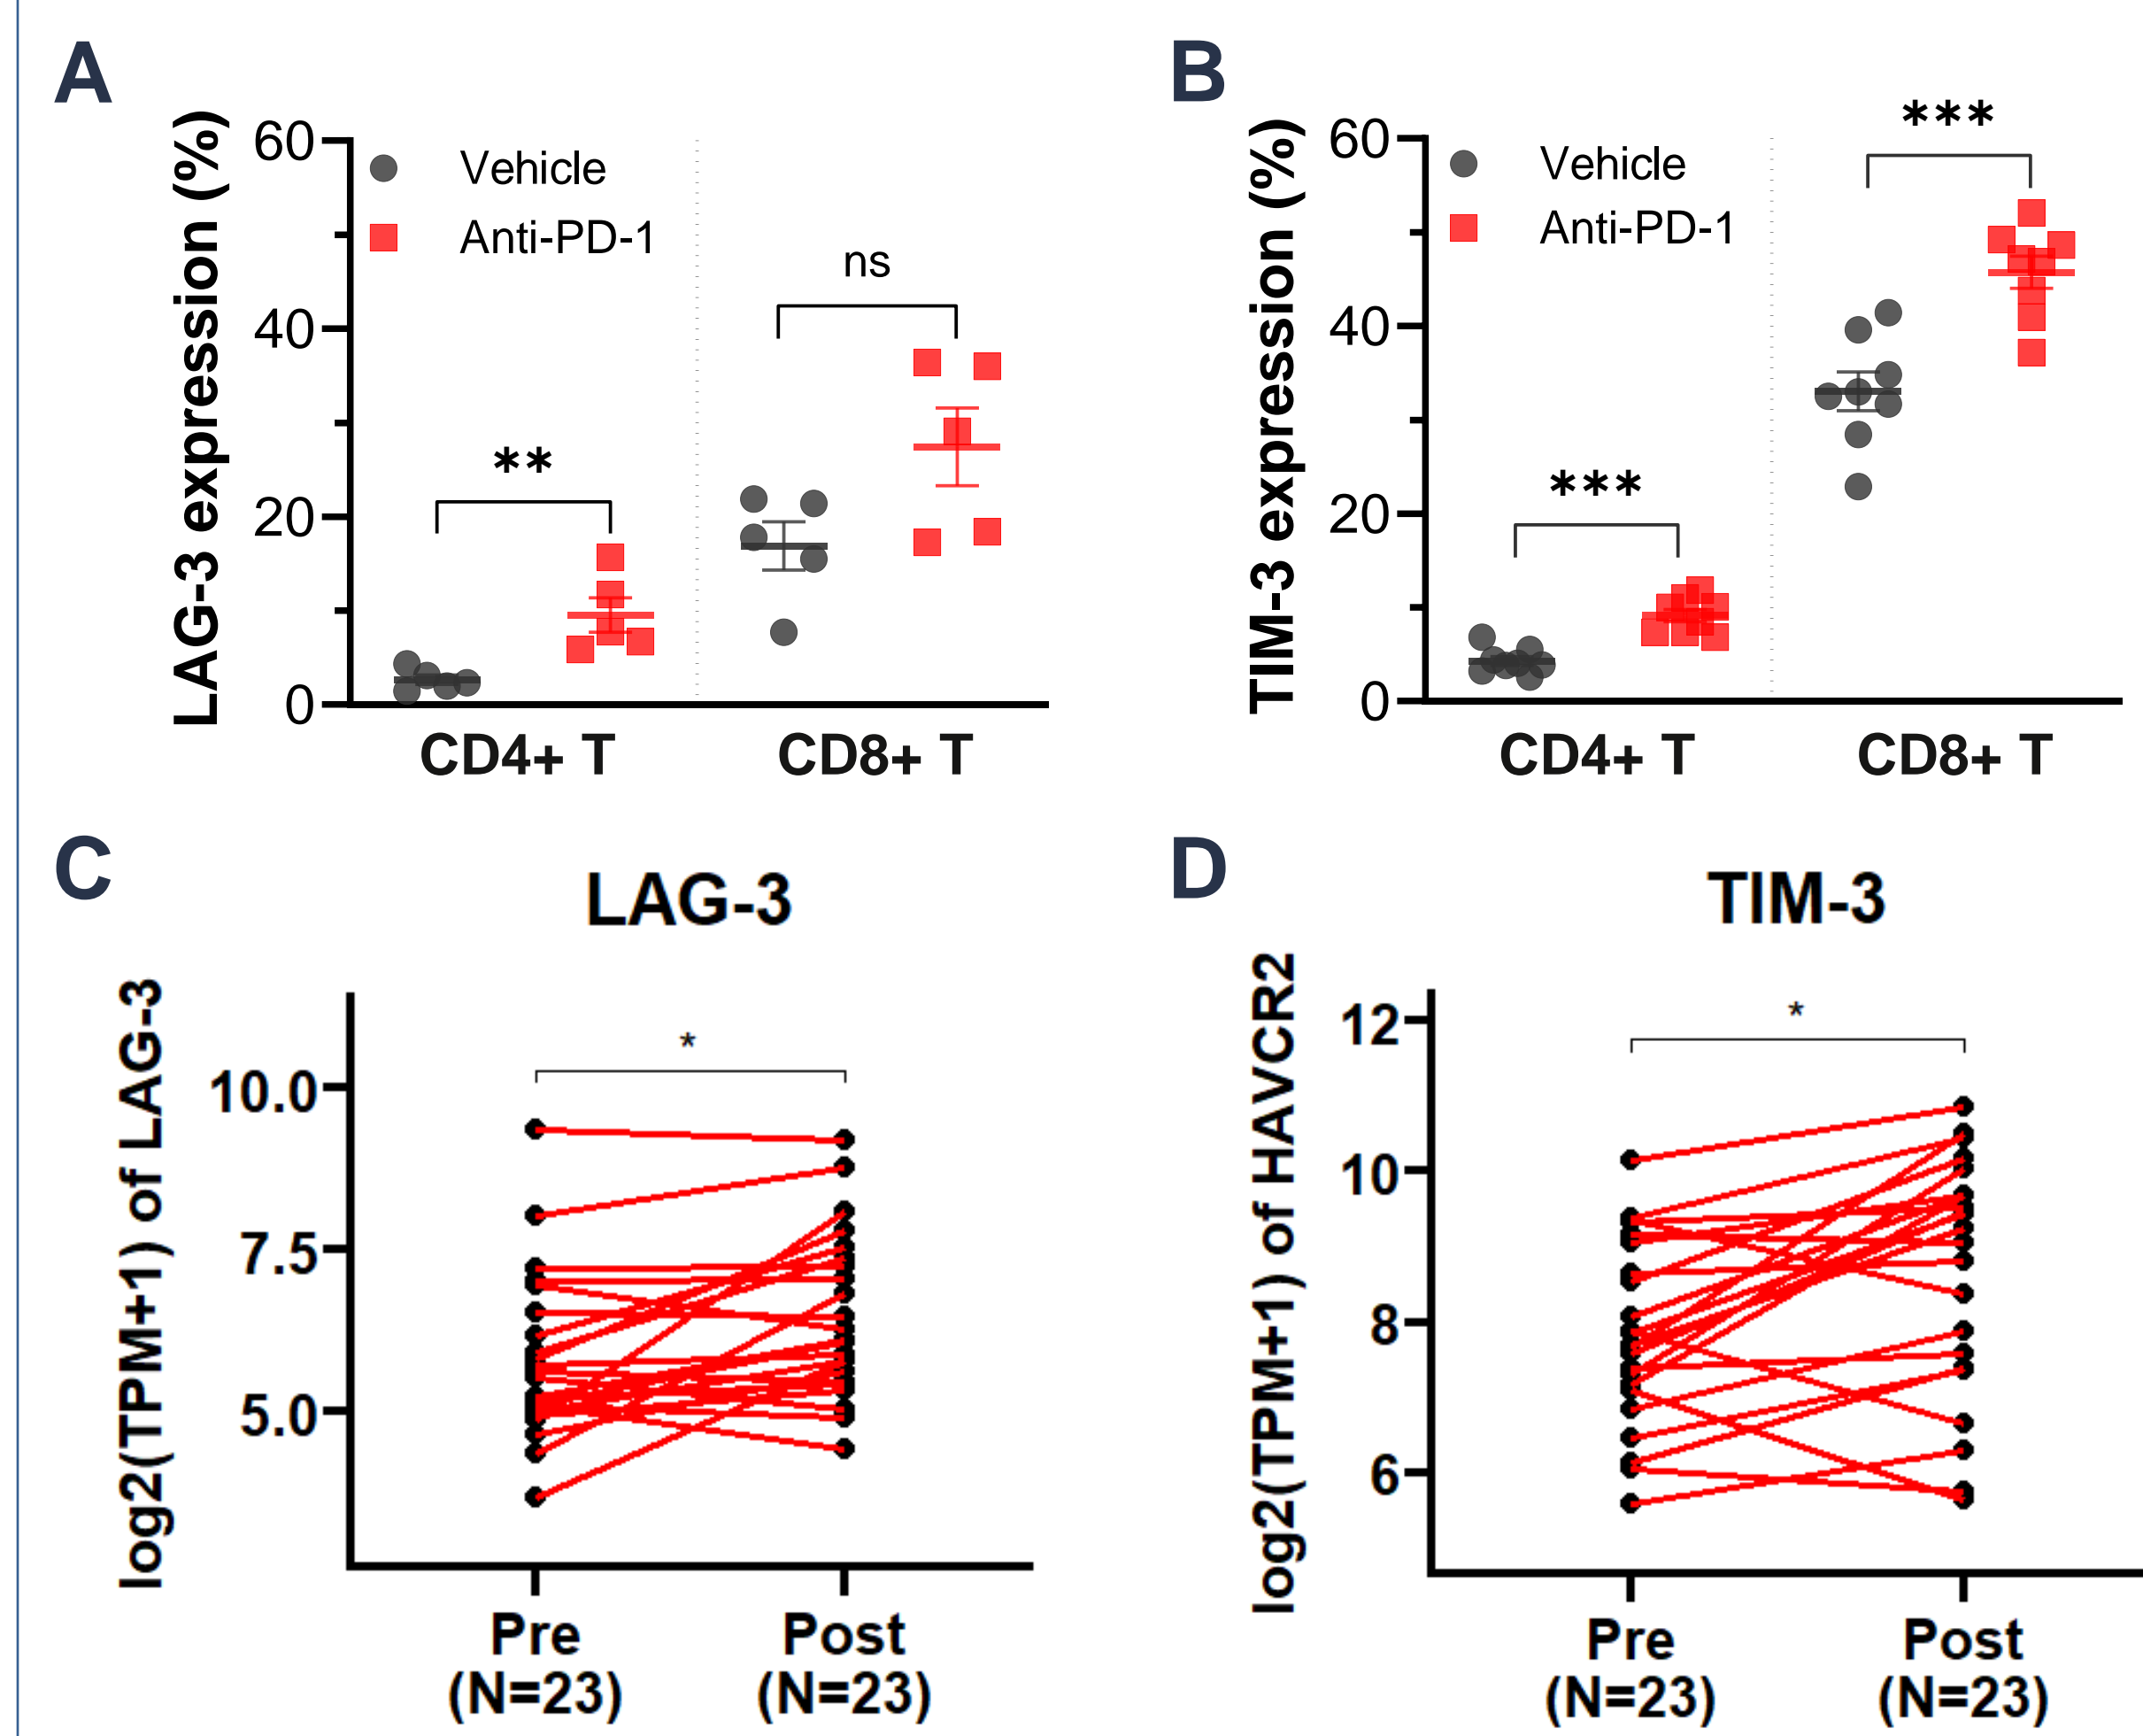 A
LAG-3 expression (%)
60
40
20
0
Vehicle
Anti-PD-1
**
ns
CD4+ T
CD8+ T
B
TIM-3 expression (%)
60
40
20
0
Vehicle
Anti-PD-1
***
***
CD4+ T
CD8+ T
C
LAG-3
log2(TPM+1) of LAG-3
10.0
7.5
5.0
*
Pre
(N=23)
Post
(N=23)
D
TIM-3
log2(TPM+1) of HAVCR2
12
10
8
6
*
Pre
(N=23)
Post
(N=23)